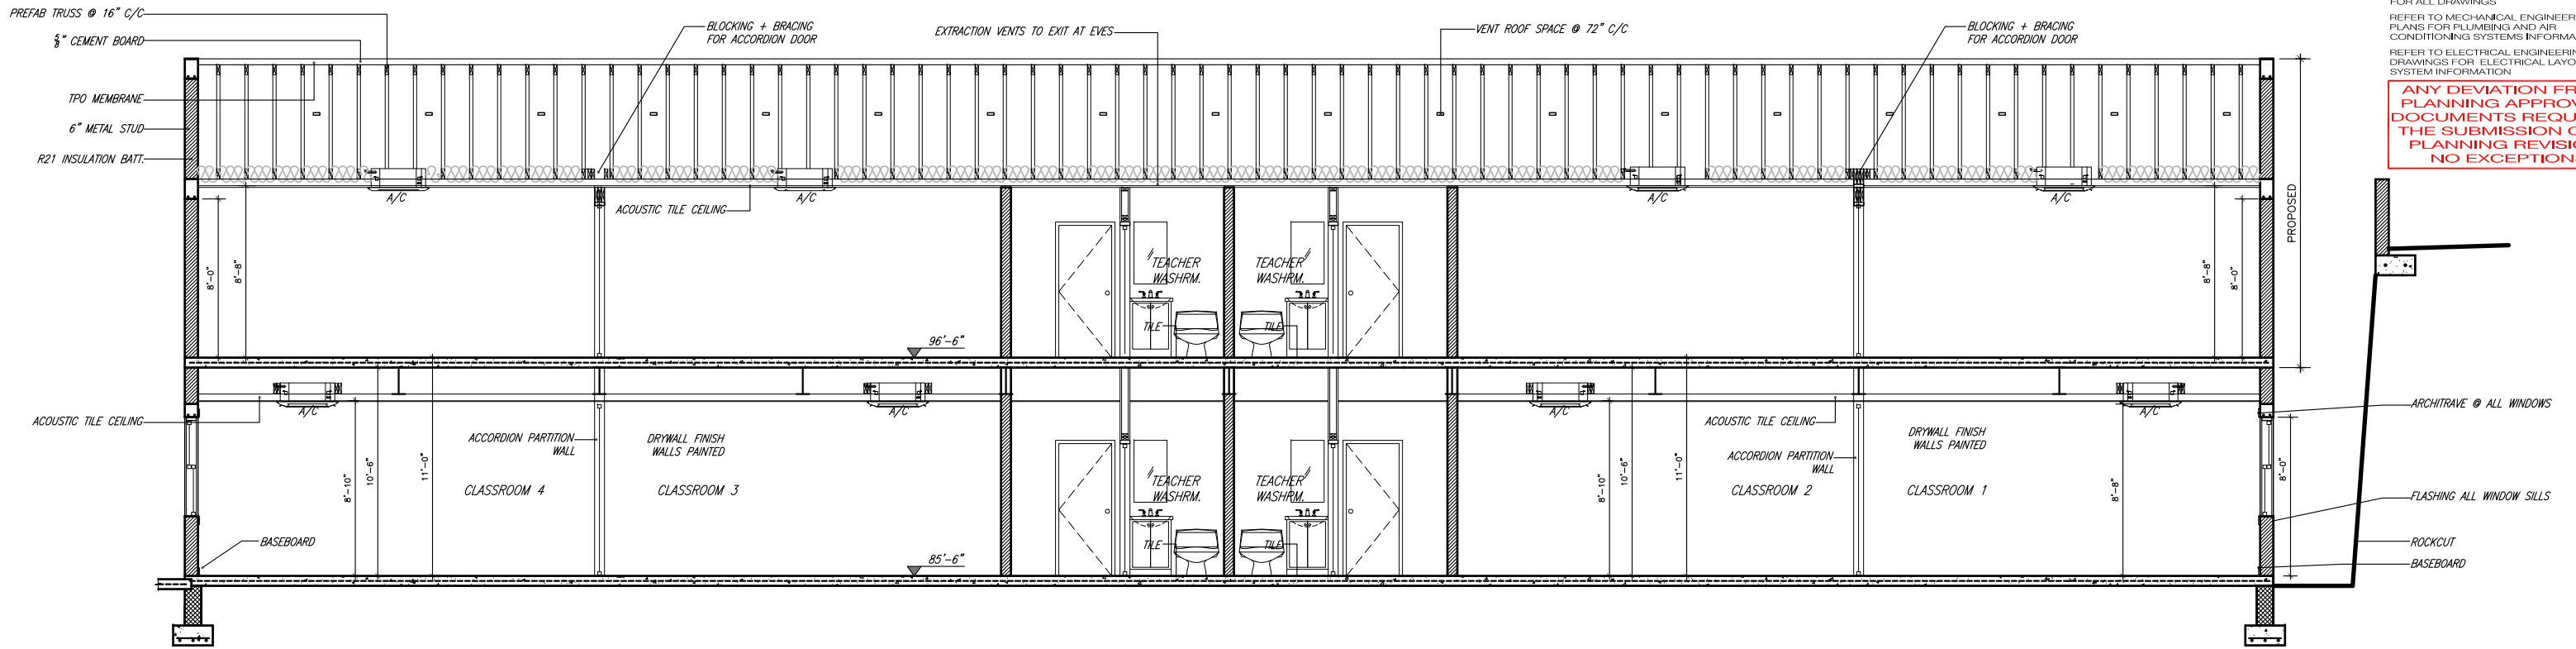 PREFAB TRUSS @ 16" C/C
5/8" CEMENT BOARD
TPO MEMBRANE
6" METAL STUD
R21 INSULATION BATT.
BLOCKING + BRACING
FOR ACCORDION DOOR
EXTRACTION VENTS TO EXIT AT EVES
VENT ROOF SPACE @ 72" C/C
BLOCKING + BRACING
FOR ACCORDION DOOR
FOR ALL DRAWINGS
REFER TO MECHANICAL ENGINEER
PLANS FOR PLUMBING AND AIR
CONDITIONING SYSTEMS INFORMA
REFER TO ELECTRICAL ENGINEERIN
DRAWINGS FOR ELECTRICAL LAYO
SYSTEM INFORMATION
ANY DEVIATION FR
PLANNING APPROV
DOCUMENTS REQU
THE SUBMISSION O
PLANNING REVISI
NO EXCEPTION
A/C
ACOUSTIC TILE CEILING
A/C
A/C
A/C
8'-0"
8'-8"
TEACHER
WASHRM.
TILE
TEACHER
WASHRM.
TILE
8'-8"
8'-0"
PROPOSED
96'-6"
ACOUSTIC TILE CEILING
A/C
A/C
A/C
A/C
ACCORDION PARTITION
WALL
DRYWALL FINISH
WALLS PAINTED
CLASSROOM 4
CLASSROOM 3
8'-10"
10'-6"
11'-0"
TEACHER
WASHRM.
TILE
TEACHER
WASHRM.
TILE
8'-10"
10'-6"
11'-0"
ACOUSTIC TILE CEILING
ACCORDION PARTITION
WALL
DRYWALL FINISH
WALLS PAINTED
CLASSROOM 2
CLASSROOM 1
8'-8"
8'-0"
BASEBOARD
85'-6"
ARCHITRAVE @ ALL WINDOWS
FLASHING ALL WINDOW SILLS
ROCKCUT
BASEBOARD